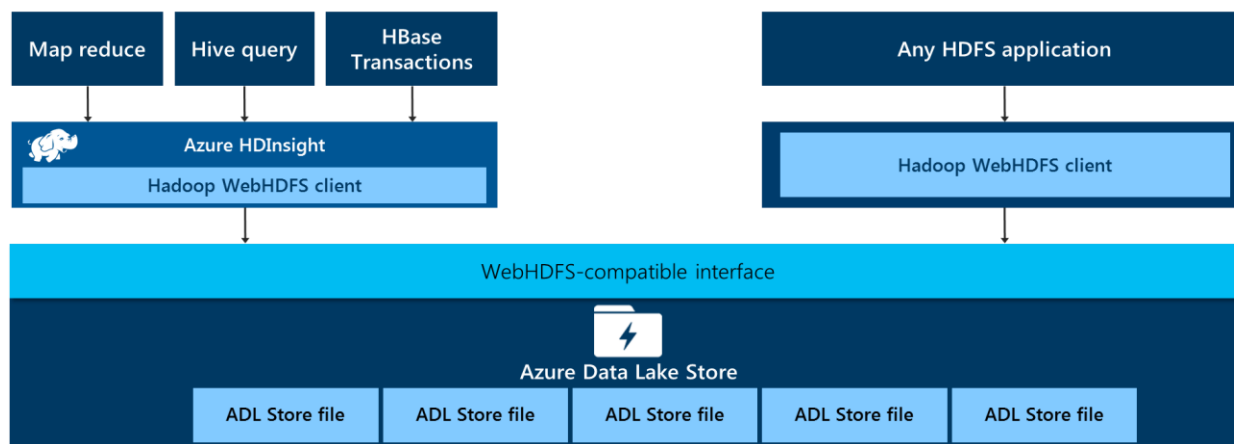 Map reduce
Hive query
HBase
Transactions
Any HDFS application
Azure HDInsight
Hadoop WebHDFS client
Hadoop WebHDFS client
WebHDFS-compatible interface
Azure Data Lake Store
ADL Store file
ADL Store file
ADL Store file
ADL Store file
ADL Store file